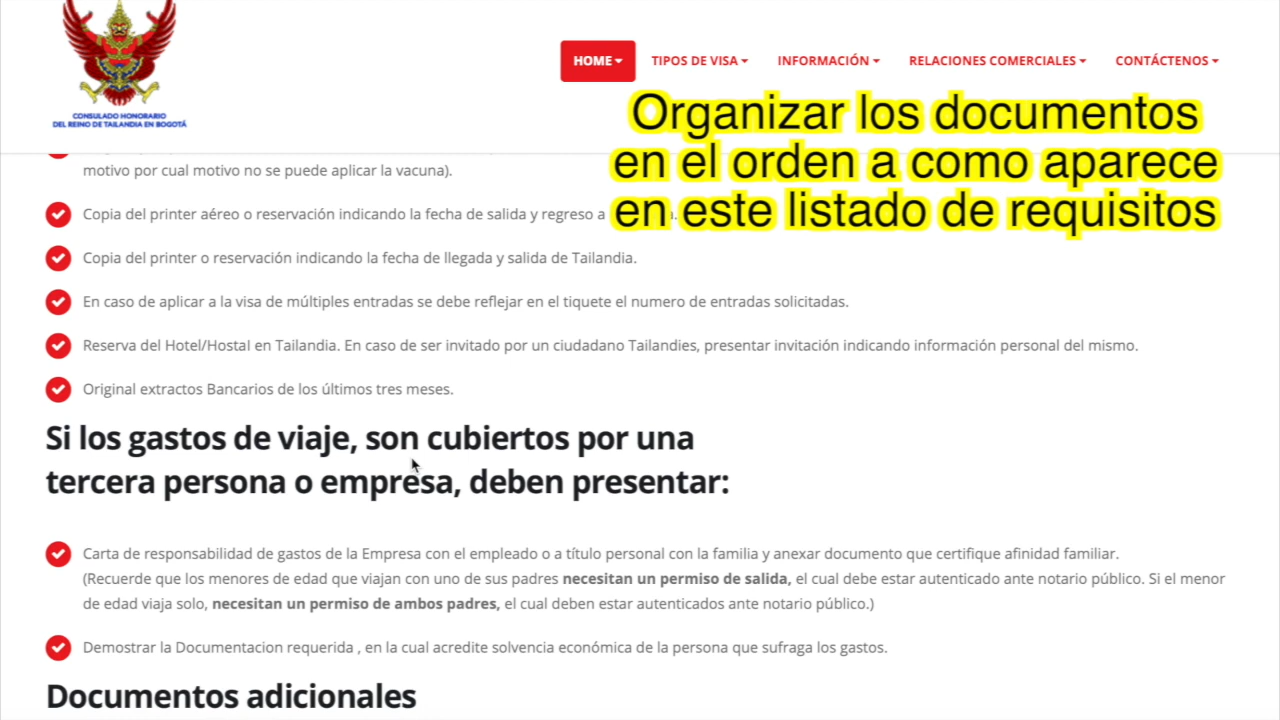 CONSULADO HONORARIO
DEL REINO DE TAILANDIA EN BOGOTÁ
HOME
TIPOS DE VISA
INFORMACIÓN
RELACIONES COMERCIALES
CONTÁCTENOS
Organizar los documentos
en el orden a como aparece
en este listado de requisitos
motivo por cual motivo no se puede aplicar la vacuna).
Copia del printer aéreo o reservación indicando la fecha de salida y regreso a
Copia del printer o reservación indicando la fecha de llegada y salida de Tailandia.
En caso de aplicar a la visa de múltiples entradas se debe reflejar en el tiquete el numero de entradas solicitadas.
Reserva del Hotel/Hostal en Tailandia. En caso de ser invitado por un ciudadano Tailandies, presentar invitación indicando información personal del mismo.
Original extractos Bancarios de los últimos tres meses.
Si los gastos de viaje, son cubiertos por una
tercera persona o empresa, deben presentar:
Carta de responsabilidad de gastos de la Empresa con el empleado o a título personal con la familia y anexar documento que certifique afinidad familiar.
(Recuerde que los menores de edad que viajan con uno de sus padres necesitan un permiso de salida, el cual debe estar autenticado ante notario público. Si el menor
de edad viaja solo, necesitan un permiso de ambos padres, el cual deben estar autenticados ante notario público.)
Demostrar la Documentacion requerida , en la cual acredite solvencia económica de la persona que sufraga los gastos.
Documentos adicionales